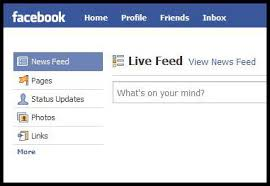 facebook Home Profile Friends Inbox
News Feed
Pages
Status Updates
Photos
Links
More
Live Feed View News Feed
What's on your mind?